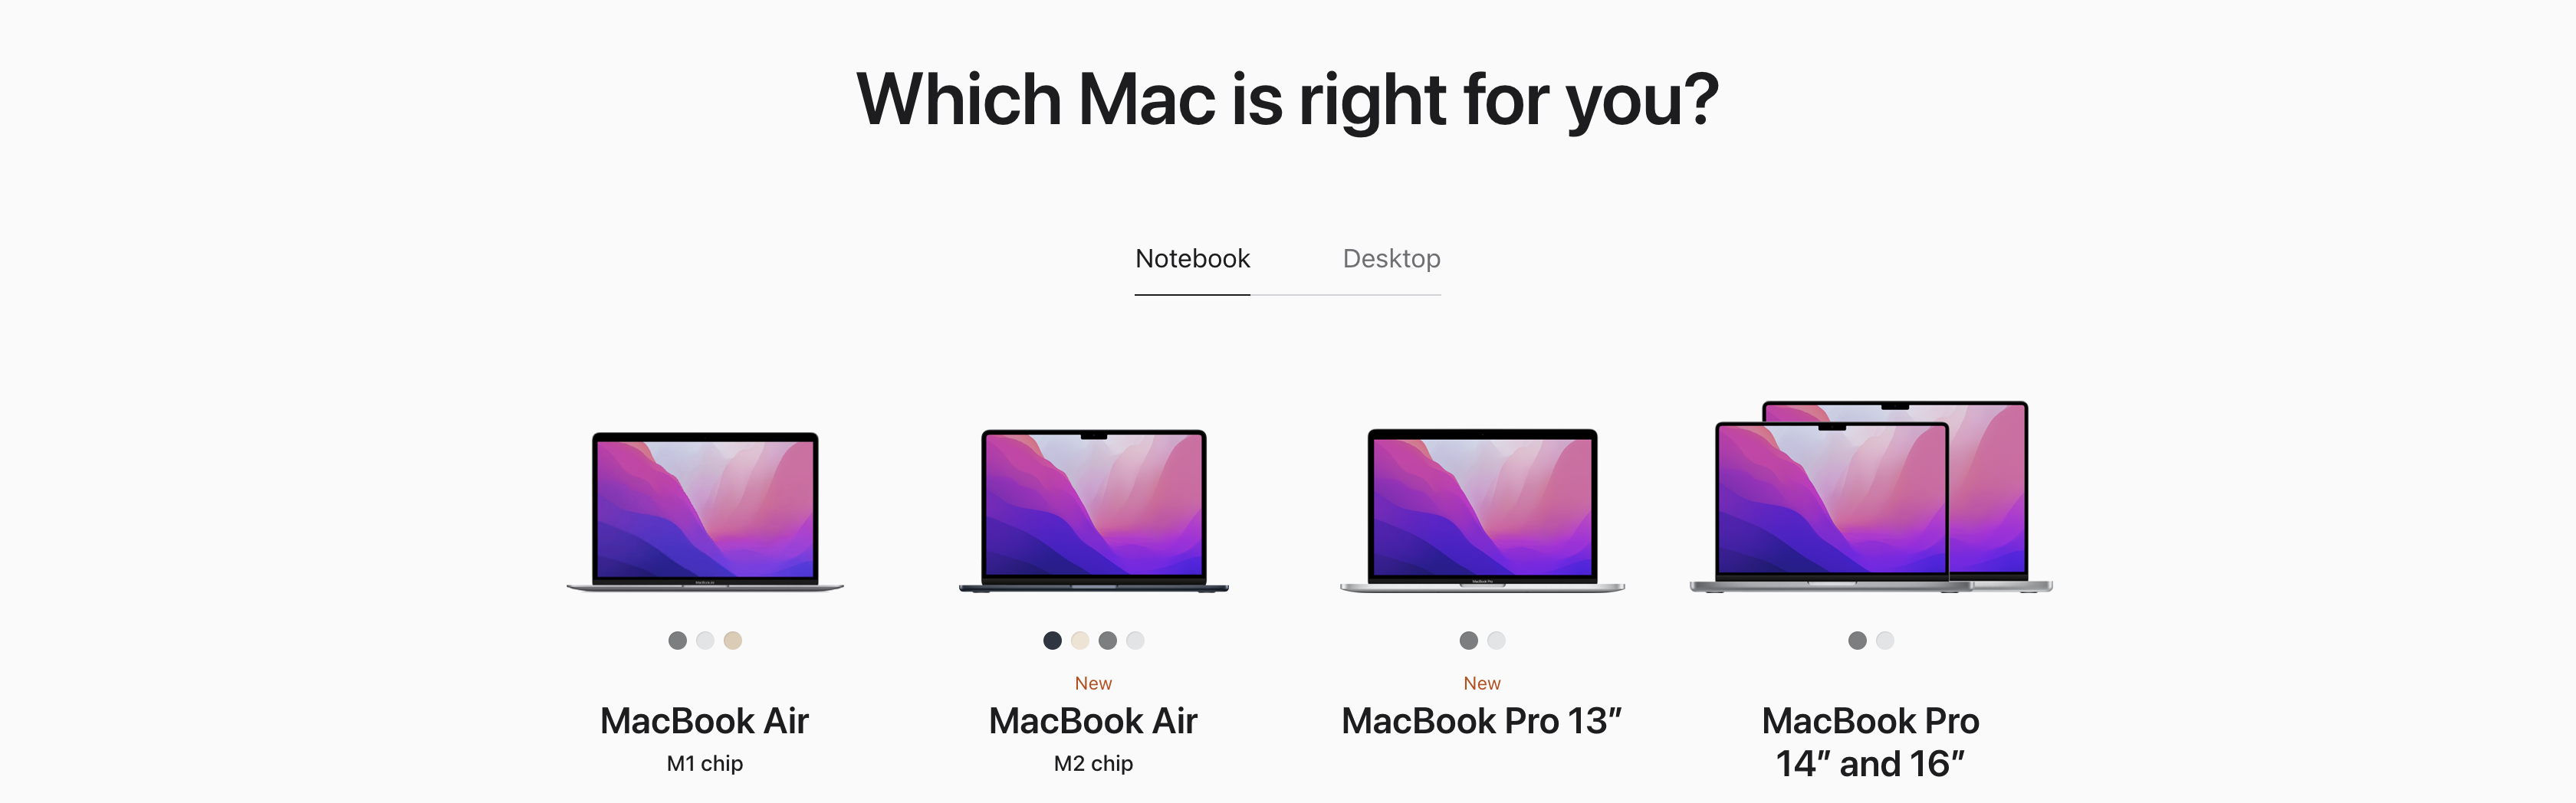 Which Mac is right for you?
Notebook
Desktop
New
New
MacBook Air
MacBook Air
MacBook Pro 13″
MacBook Pro
14″ and 16″
M1 chip
M2 chip